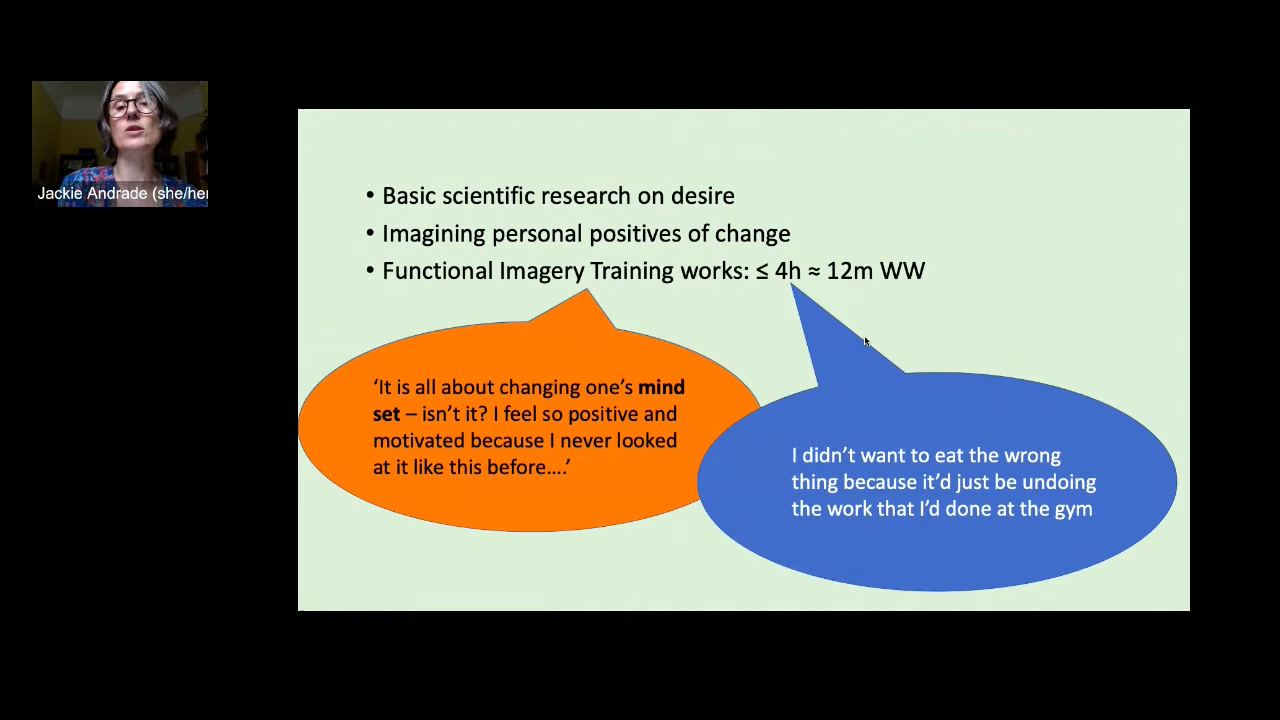 Jackie Andrade (she/her
• Basic scientific research on desire
• Imagining personal positives of change
• Functional Imagery Training works: ≤ 4h ≈ 12m WW
‘It is all about changing one’s mind
set – isn’t it? I feel so positive and
motivated because I never looked
at it like this before….’
I didn’t want to eat the wrong
thing because it’d just be undoing
the work that I’d done at the gym